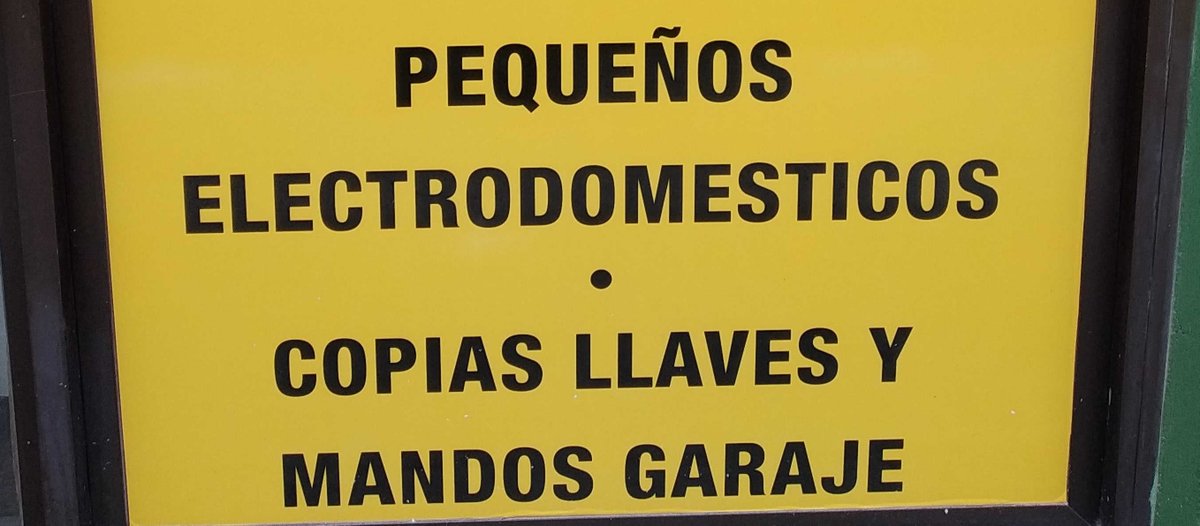 PEQUEÑOS
ELECTRODOMESTICOS
•
COPIAS LLAVES Y
MANDOS GARAJE